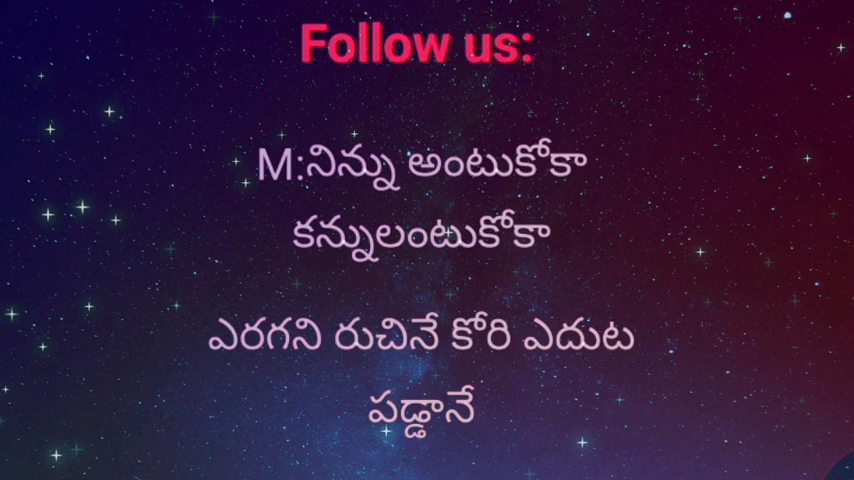 Follow us:
M:నిన్ను అంటుకోకా
కన్నులంటుకోకా
ఎరగని రుచినే కోరి ఎదుట
పడ్డానే